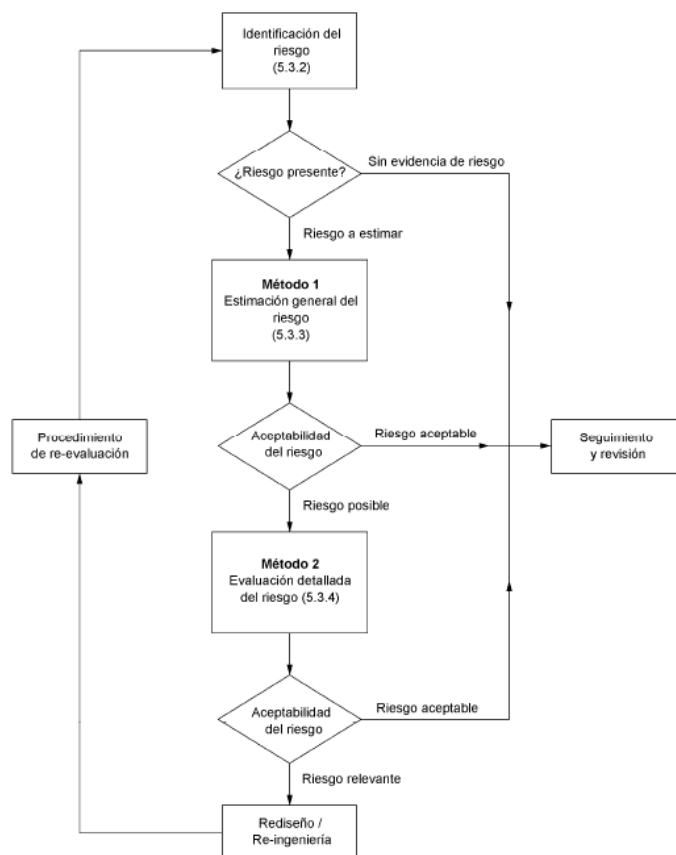 Identificación del
riesgo
(5.3.2)
¿Riesgo presente?
Sin evidencia de riesgo
Riesgo a estimar
Método 1
Estimación general del
riesgo
(5.3.3)
Procedimiento
de re-evaluación
Aceptabilidad
del riesgo
Riesgo aceptable
Seguimiento
y revisión
Riesgo posible
Método 2
Evaluación detallada
del riesgo (5.3.4)
Aceptabilidad
del riesgo
Riesgo aceptable
Riesgo relevante
Rediseño /
Re-ingeniería